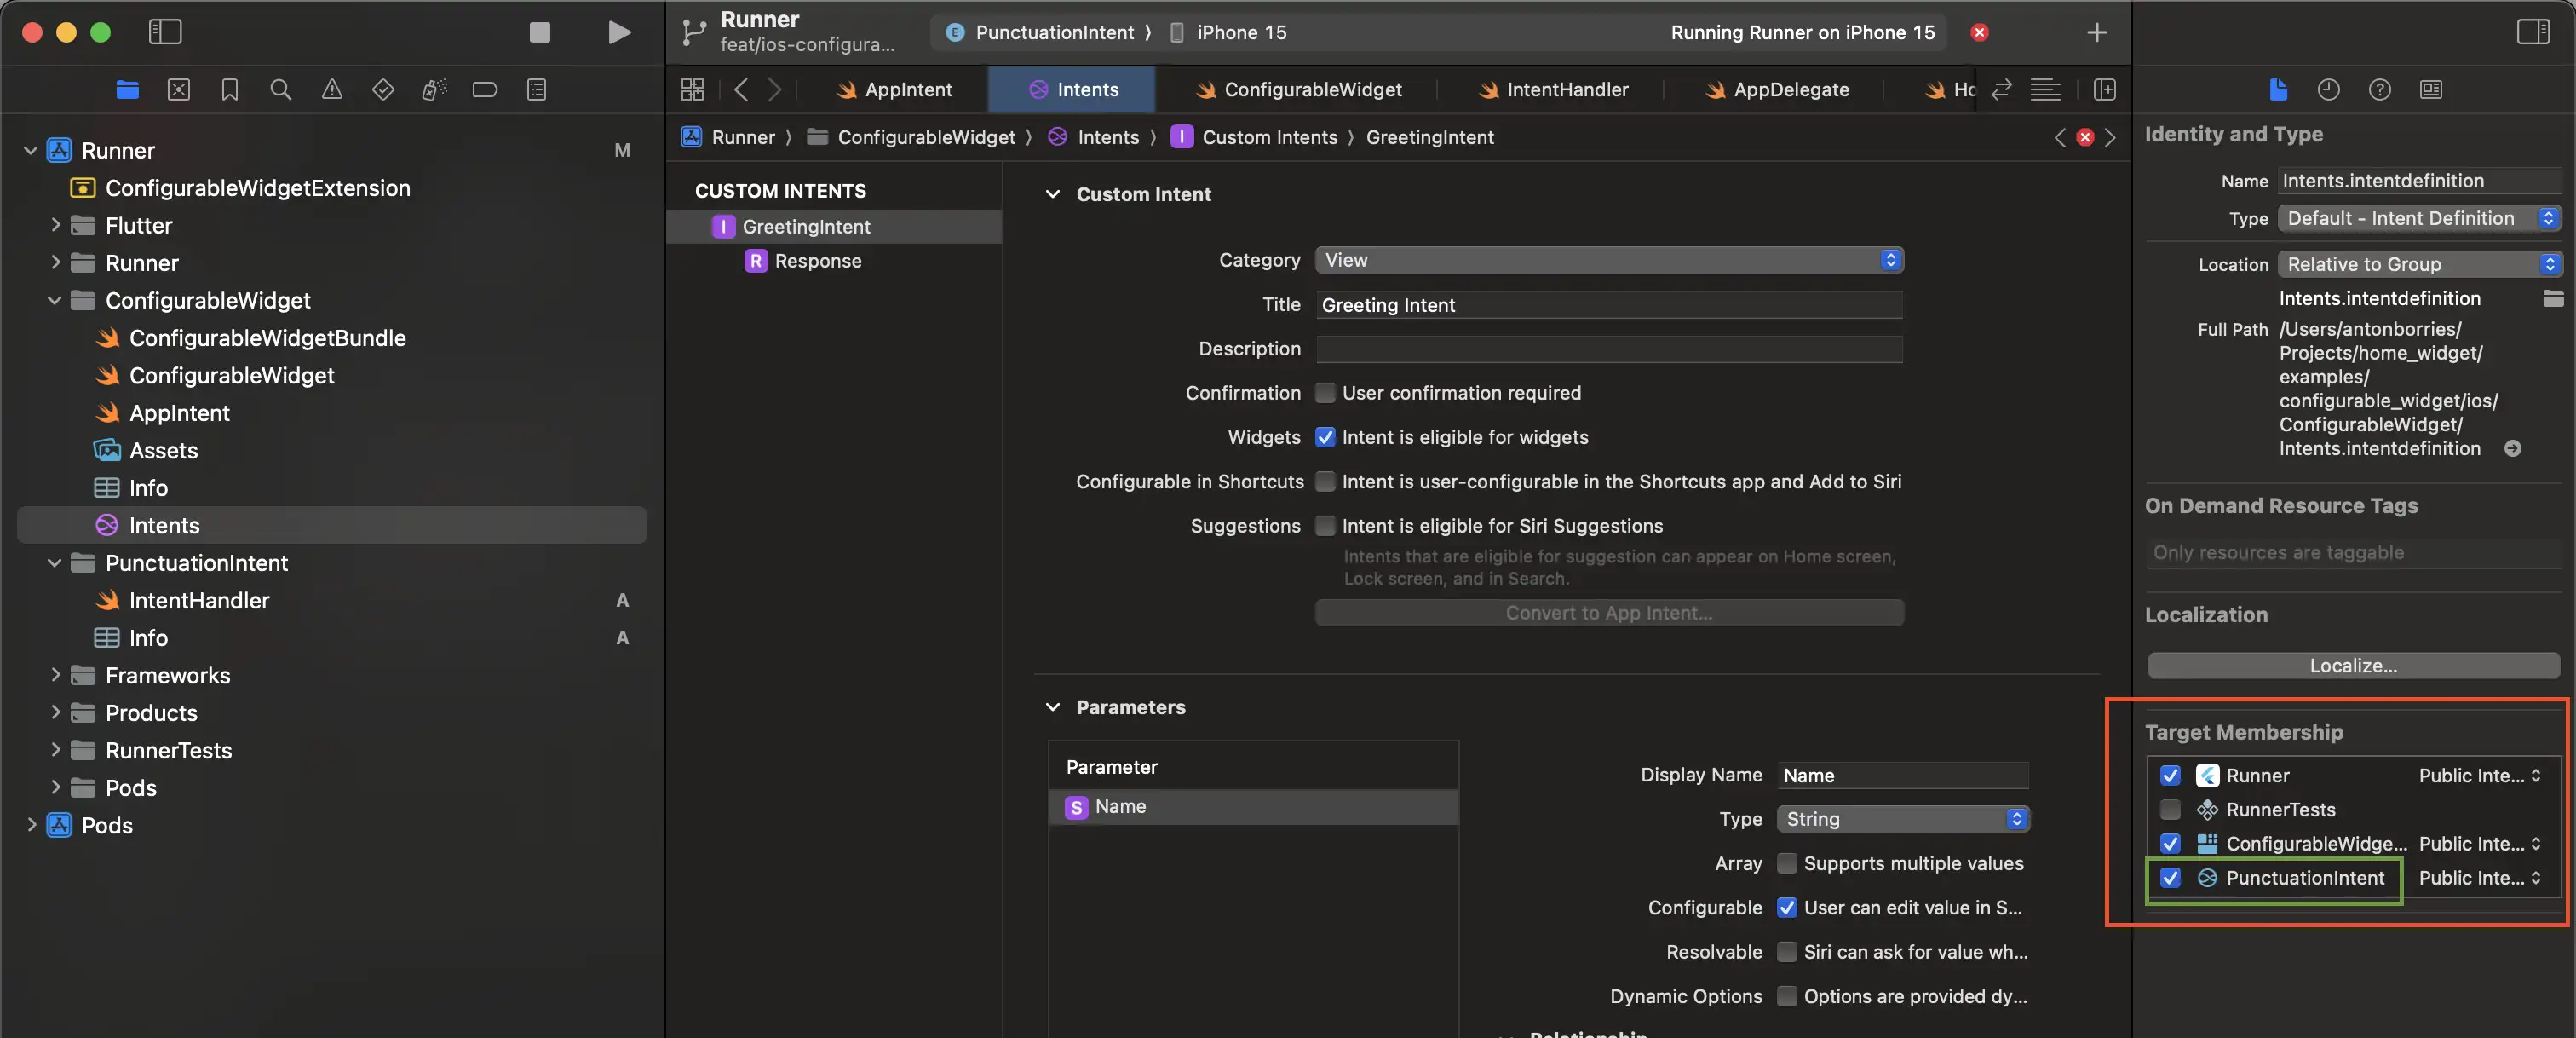 Runner
feat/ios-configura...
PunctuationIntent 〉 iPhone 15
Running Runner on iPhone 15
AppIntent
Intents
ConfigurableWidget
IntentHandler
AppDelegate
Ho
Runner 〉 ConfigurableWidget 〉 Intents 〉 I Custom Intents 〉 GreetingIntent
Runner M
ConfigurableWidgetExtension
Flutter
Runner
ConfigurableWidget
ConfigurableWidgetBundle
ConfigurableWidget
AppIntent
Assets
Info
Intents
PunctuationIntent
IntentHandler A
Info A
Frameworks
Products
RunnerTests
Pods
Pods
CUSTOM INTENTS
I GreetingIntent
R Response
Custom Intent
Category View
Title Greeting Intent
Description
Confirmation User confirmation required
Widgets Intent is eligible for widgets
Configurable in Shortcuts Intent is user-configurable in the Shortcuts app and Add to Siri
Suggestions Intent is eligible for Siri Suggestions
Intents that are eligible for suggestion can appear on Home screen,
Lock screen, and in Search.
Convert to App Intent...
Parameters
Parameter
S Name
Display Name Name
Type String
Array Supports multiple values
Configurable User can edit value in S...
Resolvable Siri can ask for value wh...
Dynamic Options Options are provided dy...
Relationship
Identity and Type
Name Intents.intentdefinition
Type Default - Intent Definition
Location Relative to Group
Intents.intentdefinition
Full Path /Users/antonborries/
Projects/home_widget/
examples/
configurable_widget/ios/
ConfigurableWidget/
Intents.intentdefinition
On Demand Resource Tags
Only resources are taggable
Localization
Localize...
Target Membership
Runner Public Inte...
RunnerTests
ConfigurableWidge... Public Inte...
PunctuationIntent Public Inte...